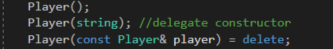 Player();
Player(string); //delegate constructor
Player(const Player& player) = delete;